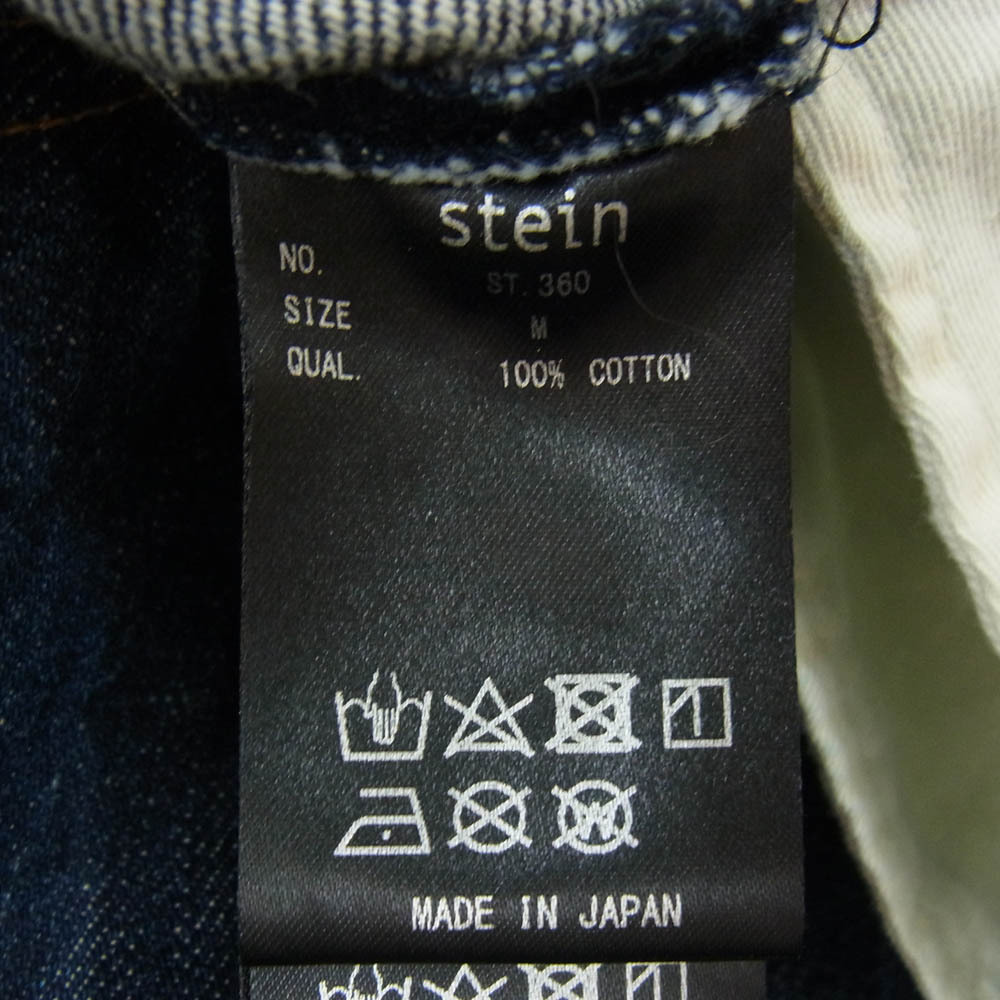 stein
NO. ST. 360
SIZE M
QUAL. 100% COTTON
W
MADE IN JAPAN